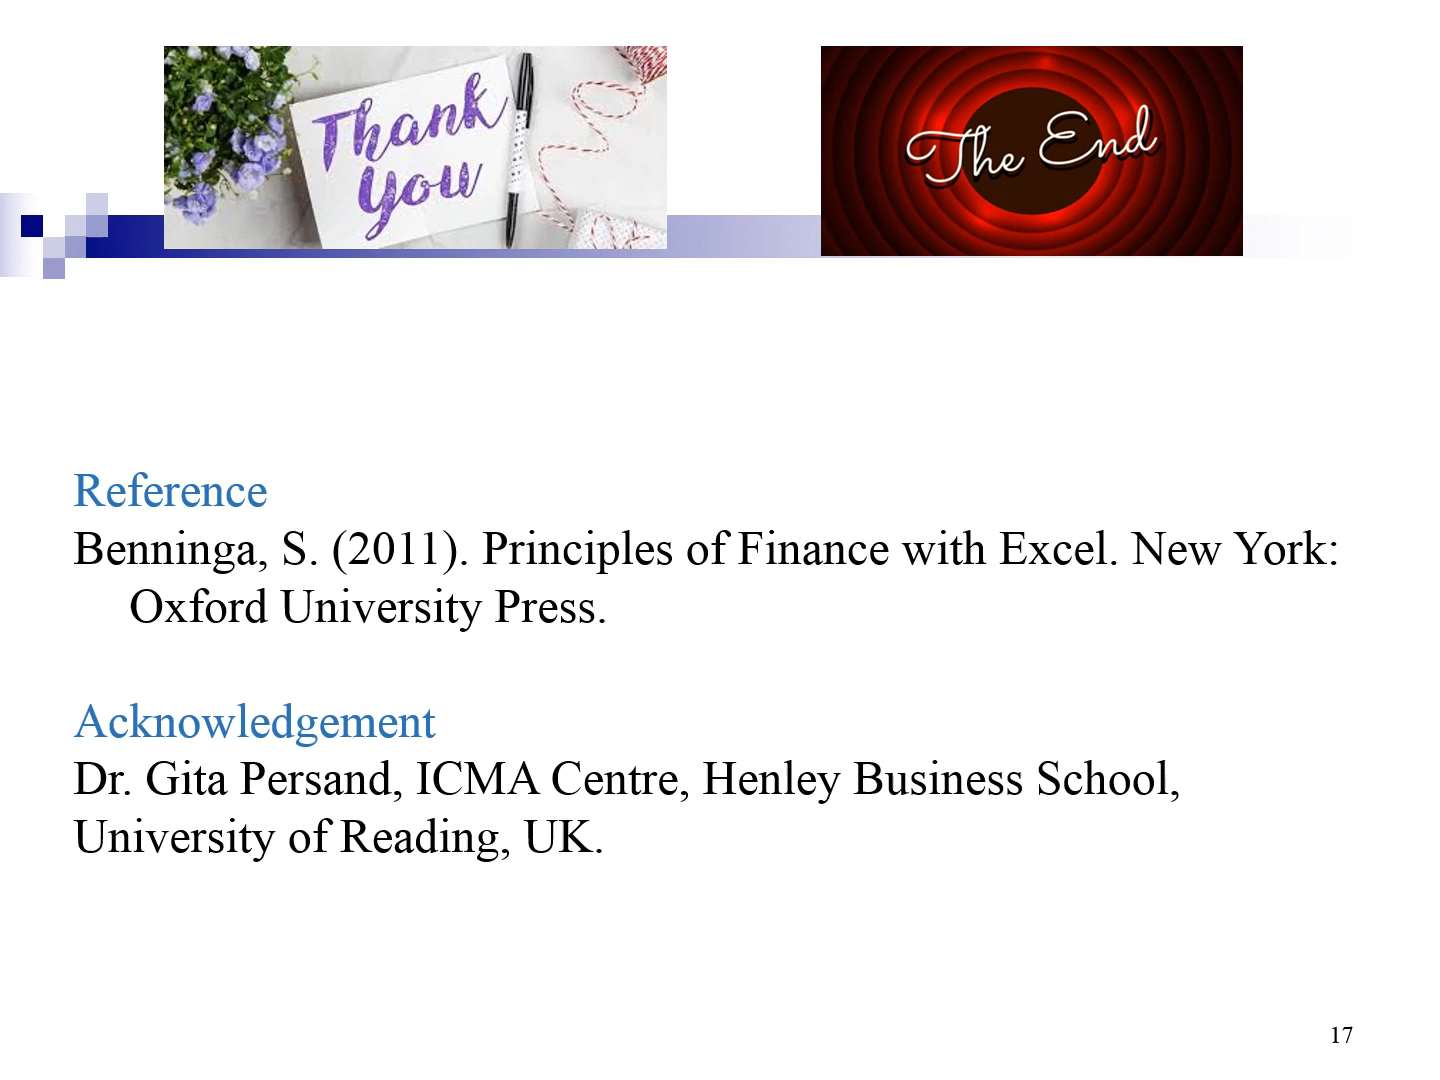 Thank
you
The End
Reference
Benninga, S. (2011). Principles of Finance with Excel. New York:
Oxford University Press.
Acknowledgement
Dr. Gita Persand, ICMA Centre, Henley Business School,
University of Reading, UK.
17